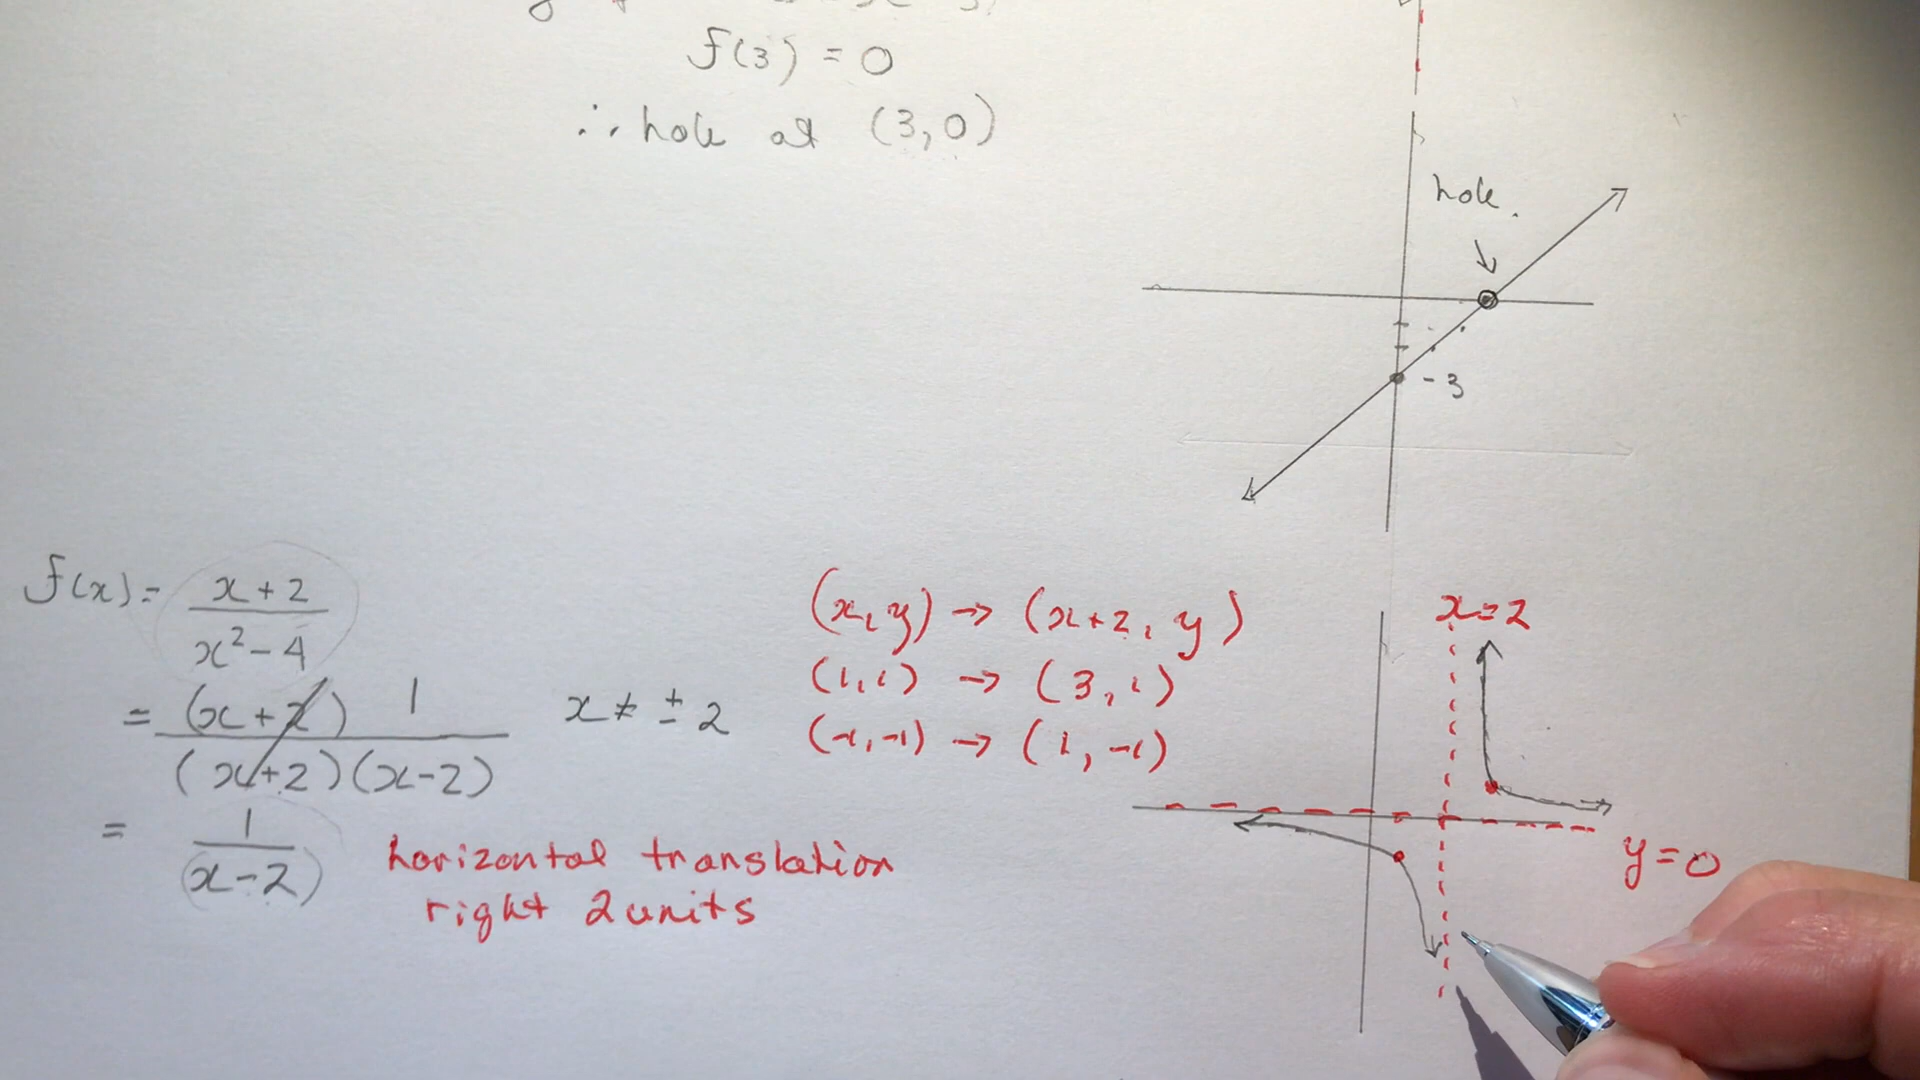 f(3) = 0
∴ hole at (3,0)
hole.
-3
f(x) = x+2
x² - 4
= (x+2) 1
(x+2)(x-2)
x ≠ ± 2
= 1
(x-2)
horizontal translation
right 2 units
(x, y) → (x+2, y)
(1,1) → (3,1)
(-1,-1) → (1,-1)
x=2
y=0